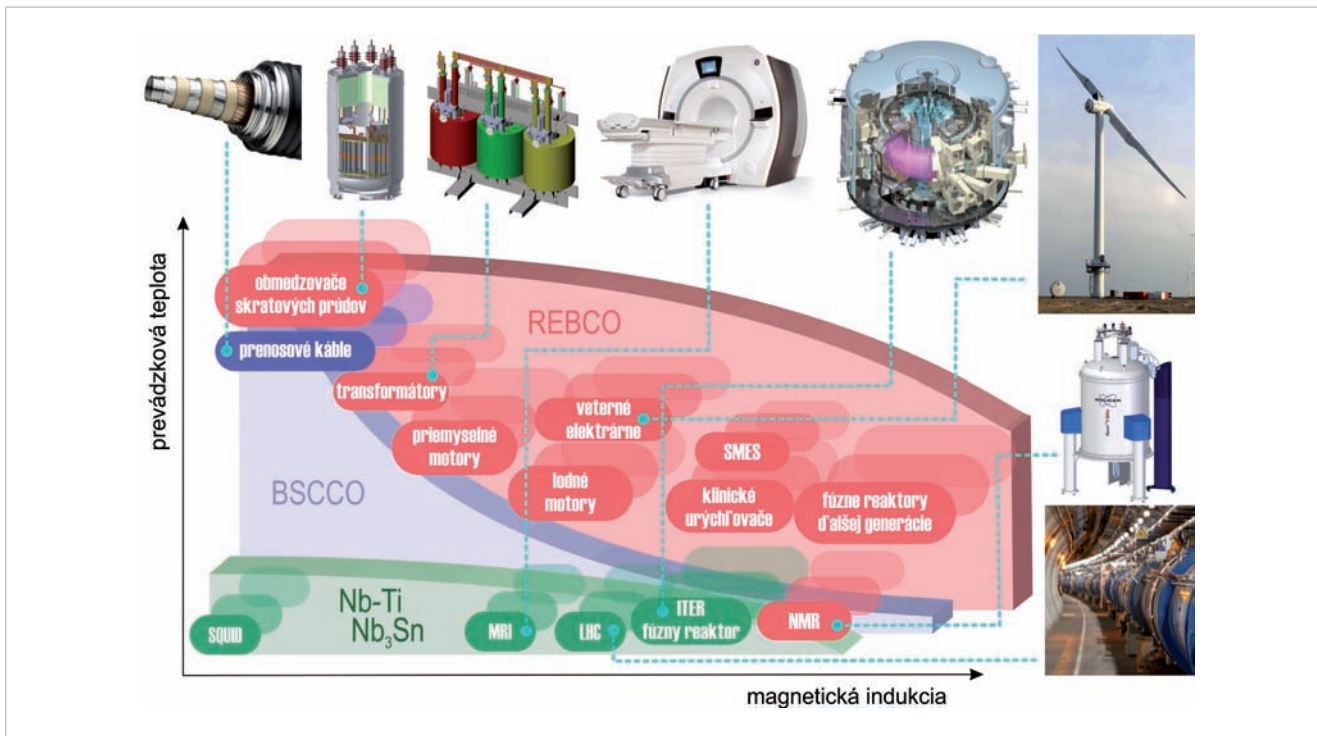 prevádzková teplota
obmedzovače
skratových prúdov
prenosové káble
REBCO
transformátory
veterné
elektrárne
priemyselné
motory
SMES
BSCCO
lodné
motory
klinické
urýchľovače
fúzne reaktory
ďalšej generácie
Nb-Ti
Nb₃Sn
SQUID
MRI
LHC
ITER
fúzny reaktor
NMR
magnetická indukcia